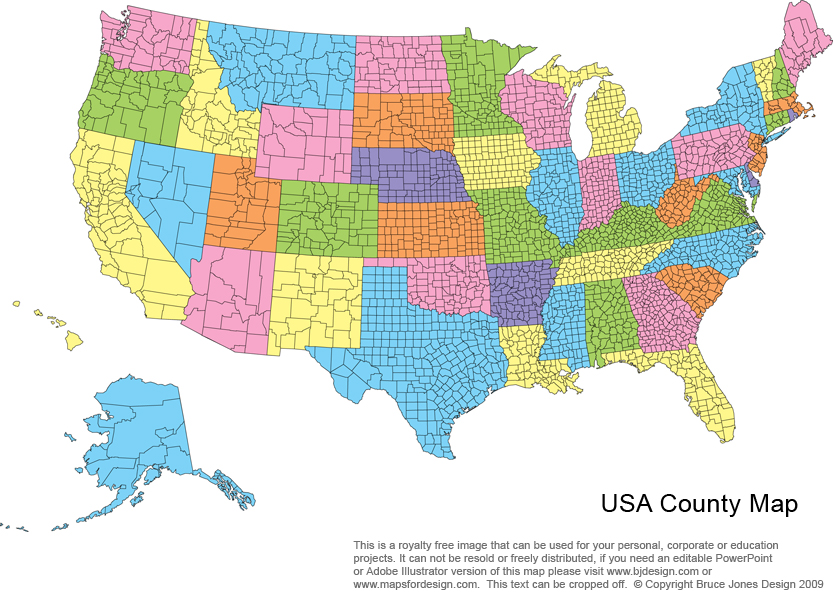 USA County Map
This is a royalty free image that can be used for your personal, corporate or education
projects. It can not be resold or freely distributed, if you need an editable PowerPoint
or Adobe Illustrator version of this map please visit www.bjdesign.com or
www.mapsfordesign.com. This text can be cropped off. © Copyright Bruce Jones Design 2009